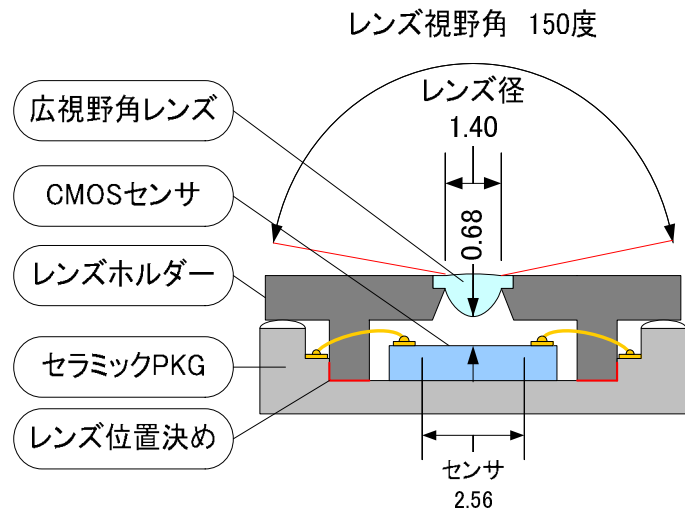 レンズ視野角 150度
レンズ径
1.40
0.68
広視野角レンズ
CMOSセンサ
レンズホルダー
セラミックPKG
レンズ位置決め
センサ
2.56